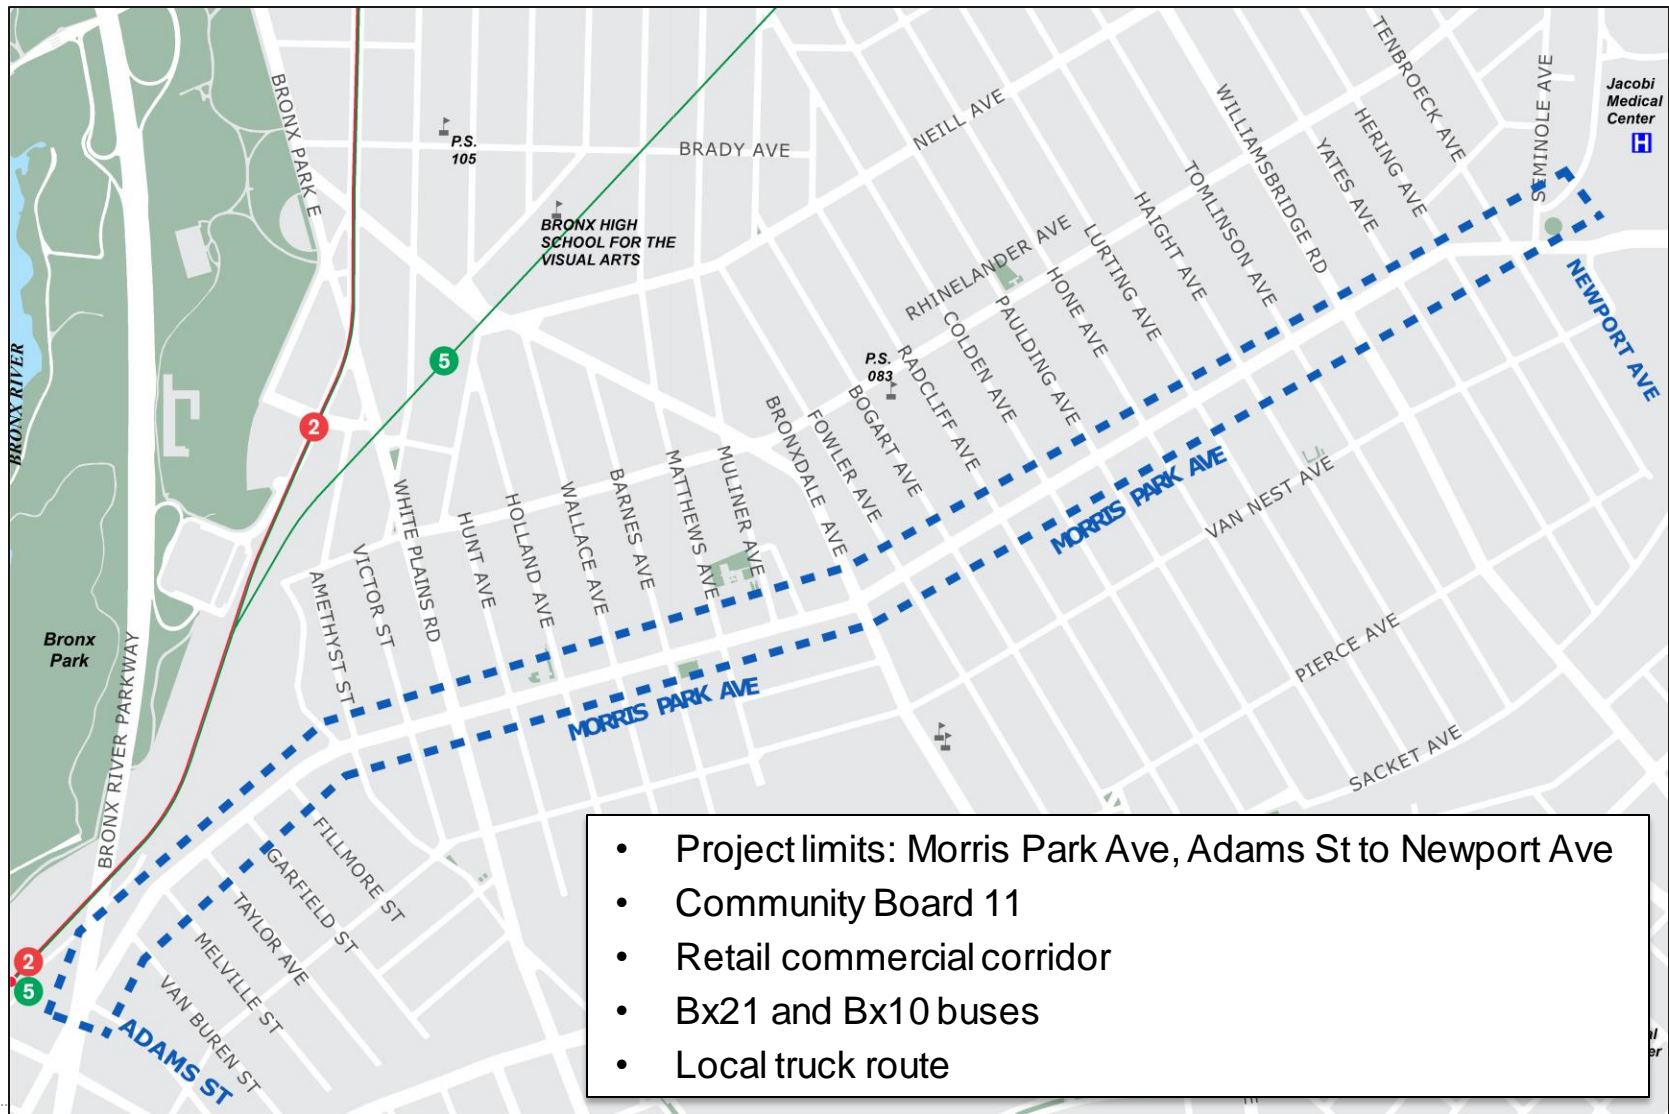 BRONX PARK E
P.S.
105
BRADY AVE
NEILL AVE
TENBROECK AVE
SEMINOLE AVE
Jacobi
Medical
Center
H
WILLIAMSBRIDGE RD
YATES AVE
HERING AVE
BRONX HIGH
SCHOOL FOR THE
VISUAL ARTS
RHINELANDER AVE
LURTING AVE
HAIGHT AVE
TOMLINSON AVE
HONE AVE
PAULDING AVE
COLDEN AVE
RADCLIFF AVE
P.S.
083
BOGART AVE
FOWLER AVE
BRONXDALE AVE
NEWPORT AVE
BRONX RIVER
5
2
MULINER AVE
MATTHEWS AVE
BARNES AVE
WALLACE AVE
HOLLAND AVE
HUNT AVE
WHITE PLAINS RD
VICTOR ST
AMETHYST ST
MORRIS PARK AVE
VAN NEST AVE
Bronx
Park
BRONX RIVER PARKWAY
MORRIS PARK AVE
PIERCE AVE
SACKET AVE
FILLMORE ST
GARFIELD ST
TAYLOR AVE
MELVILLE ST
VAN BUREN ST
2
5
ADAMS ST
• Project limits: Morris Park Ave, Adams St to Newport Ave
• Community Board 11
• Retail commercial corridor
• Bx21 and Bx10 buses
• Local truck route